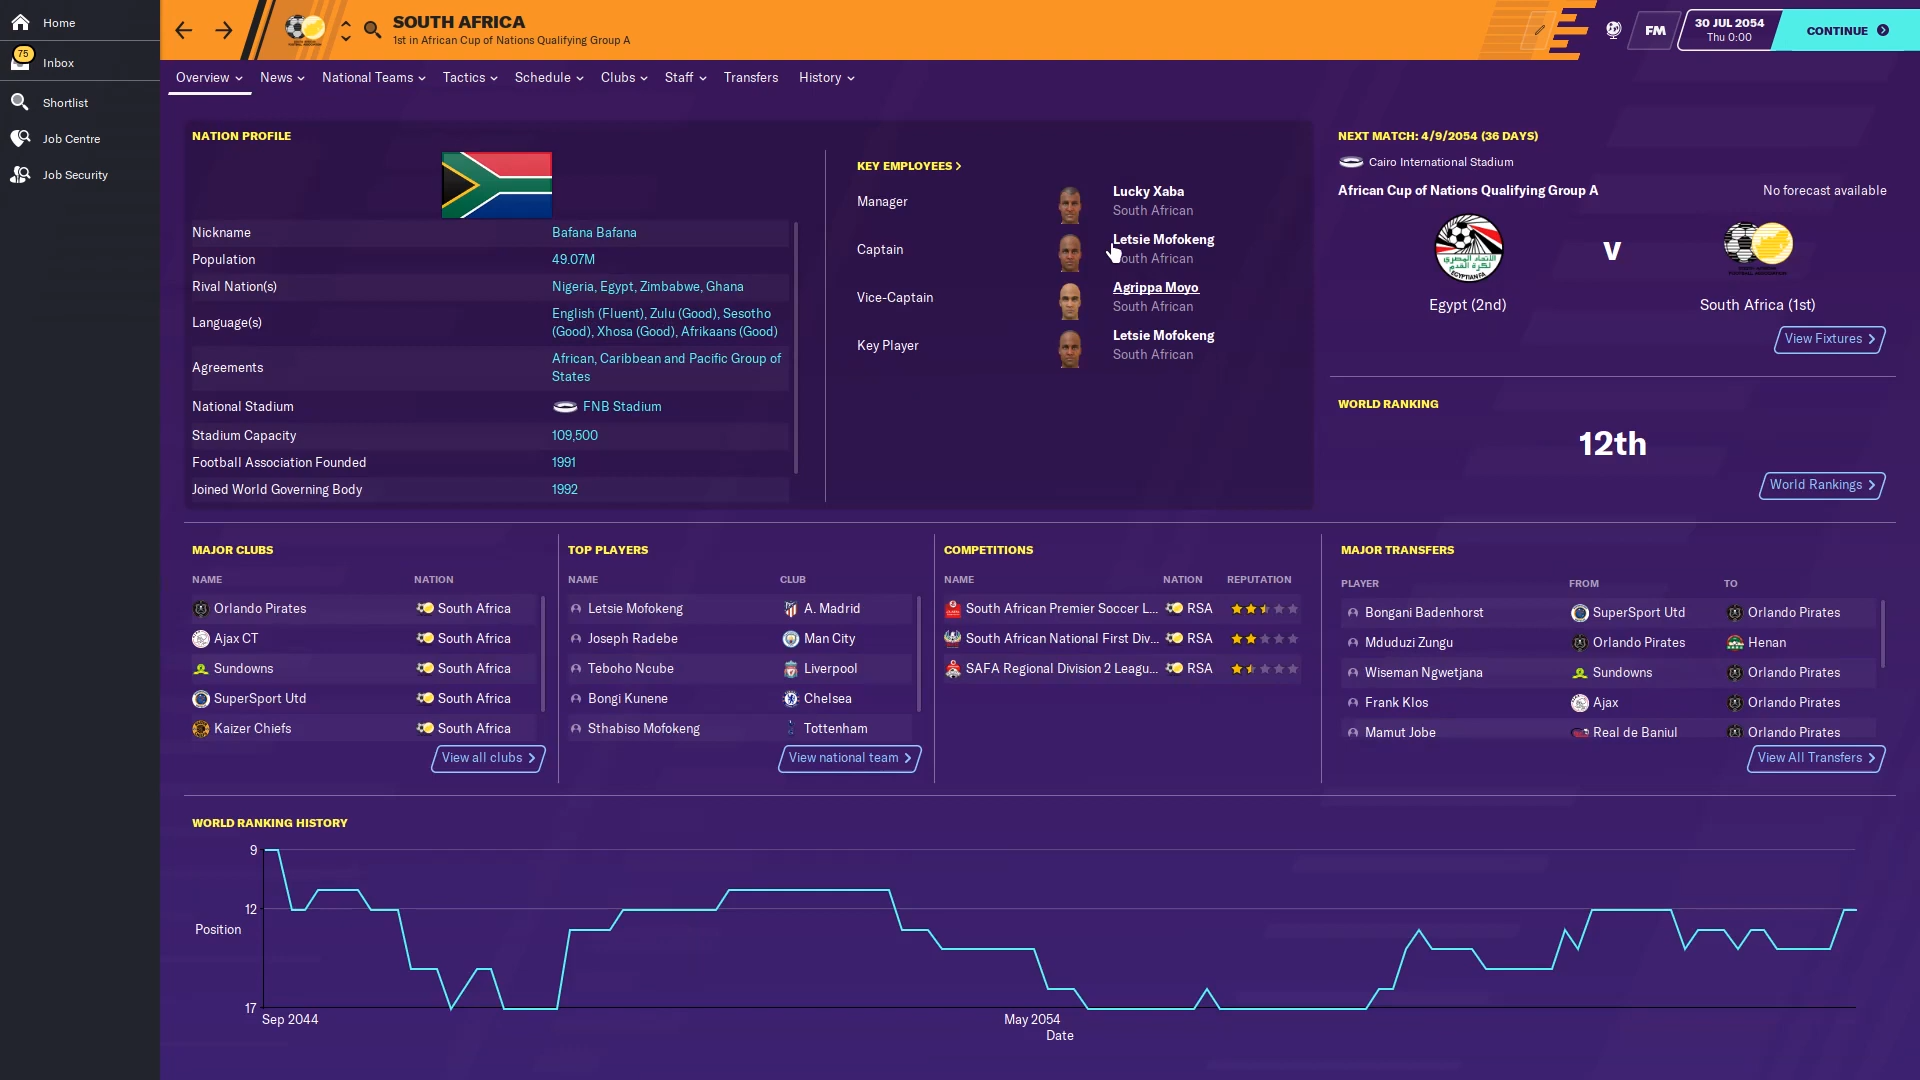 Home
75
Inbox
Shortlist
Job Centre
Job Security
SOUTH AFRICA
1st in African Cup of Nations Qualifying Group A
FM
30 JUL 2054
Thu 0:00
CONTINUE
Overview
News
National Teams
Tactics
Schedule
Clubs
Staff
Transfers
History
NATION PROFILE
Nickname
Bafana Bafana
Population
49.07M
Rival Nation(s)
Nigeria, Egypt, Zimbabwe, Ghana
Language(s)
English (Fluent), Zulu (Good), Sesotho
(Good), Xhosa (Good), Afrikaans (Good)
Agreements
African, Caribbean and Pacific Group of
States
National Stadium
FNB Stadium
Stadium Capacity
109,500
Football Association Founded
1991
Joined World Governing Body
1992
KEY EMPLOYEES >
Manager
Lucky Xaba
South African
Captain
Letsie Mofokeng
South African
Vice-Captain
Agrippa Moyo
South African
Key Player
Letsie Mofokeng
South African
NEXT MATCH: 4/9/2054 (36 DAYS)
Cairo International Stadium
African Cup of Nations Qualifying Group A
No forecast available
V
Egypt (2nd)
South Africa (1st)
View Fixtures >
WORLD RANKING
12th
World Rankings >
MAJOR CLUBS
NAME NATION
Orlando Pirates South Africa
Ajax CT South Africa
Sundowns South Africa
SuperSport Utd South Africa
Kaizer Chiefs South Africa
View all clubs >
TOP PLAYERS
NAME CLUB
Letsie Mofokeng A. Madrid
Joseph Radebe Man City
Teboho Ncube Liverpool
Bongi Kunene Chelsea
Sthabiso Mofokeng Tottenham
View national team >
COMPETITIONS
NAME NATION REPUTATION
South African Premier Soccer L... RSA
South African National First Div... RSA
SAFA Regional Division 2 Leagu... RSA
MAJOR TRANSFERS
PLAYER FROM TO
Bongani Badenhorst SuperSport Utd Orlando Pirates
Mduduzi Zungu Orlando Pirates Henan
Wiseman Ngwetjana Sundowns Orlando Pirates
Frank Klos Ajax Orlando Pirates
Mamut Jobe Real de Baniul Orlando Pirates
View All Transfers >
WORLD RANKING HISTORY
9
12
Position
17
Sep 2044
May 2054
Date